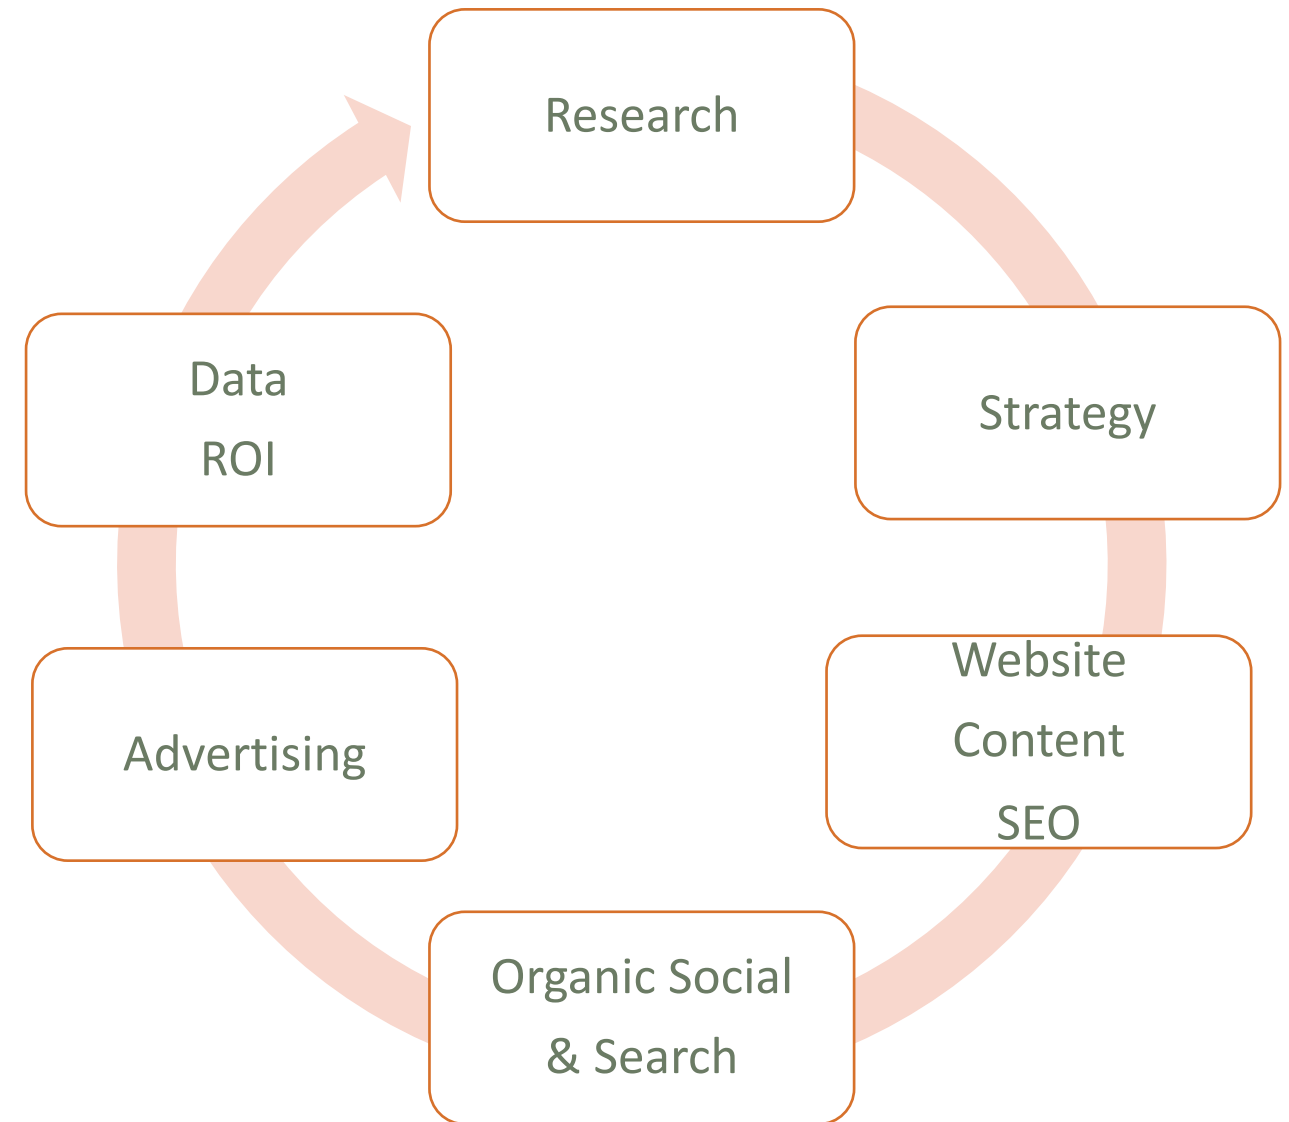 Research
Strategy
Website
Content
SEO
Organic Social
& Search
Advertising
Data
ROI